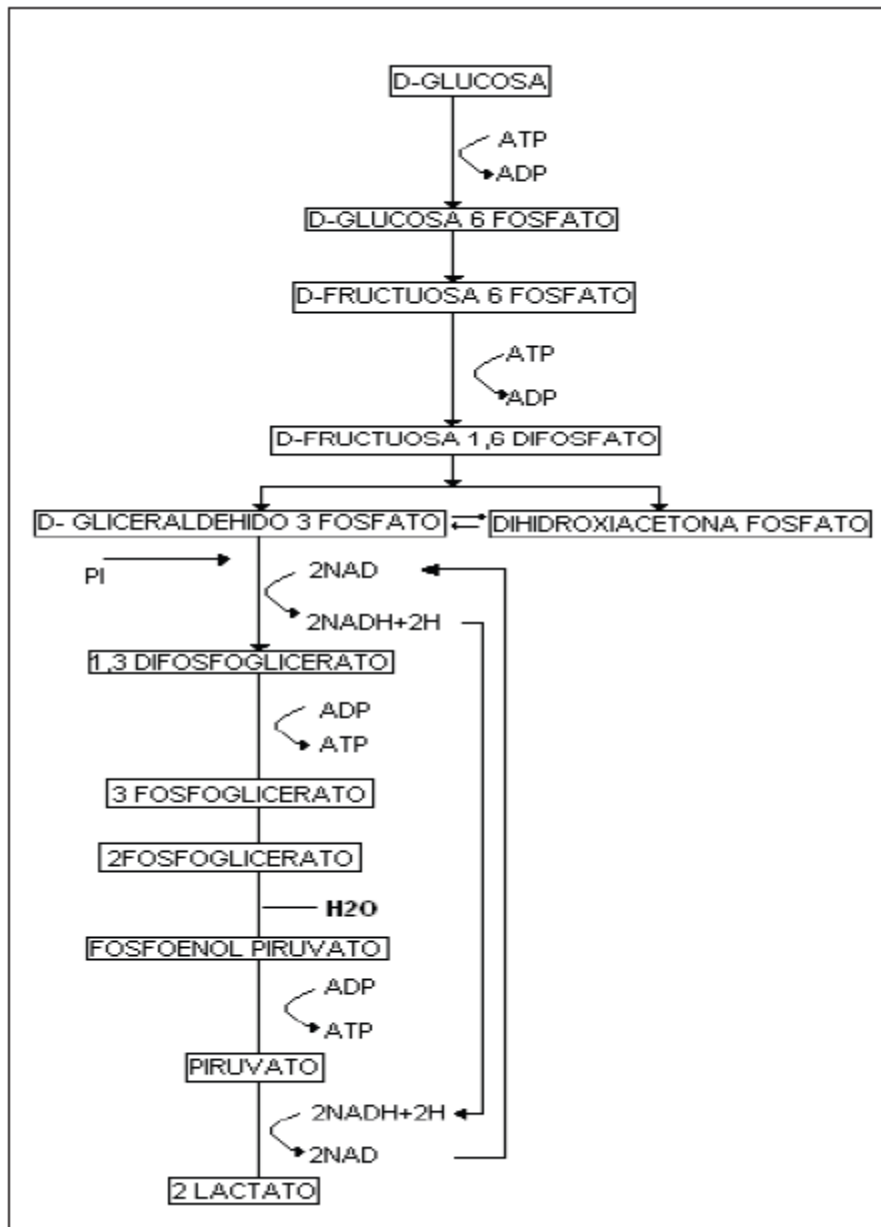 D-GLUCOSA
ATP
ADP
D-GLUCOSA 6 FOSFATO
D-FRUCTUOSA 6 FOSFATO
ATP
ADP
D-FRUCTUOSA 1,6 DIFOSFATO
D- GLICERALDEHIDO 3 FOSFATO
DIHIDROXIACETONA FOSFATO
PI
2NAD
2NADH+2H
1,3 DIFOSFOGLICERATO
ADP
ATP
3 FOSFOGLICERATO
2FOSFOGLICERATO
H2O
FOSFOENOL PIRUVATO
ADP
ATP
PIRUVATO
2NADH+2H
2NAD
2 LACTATO